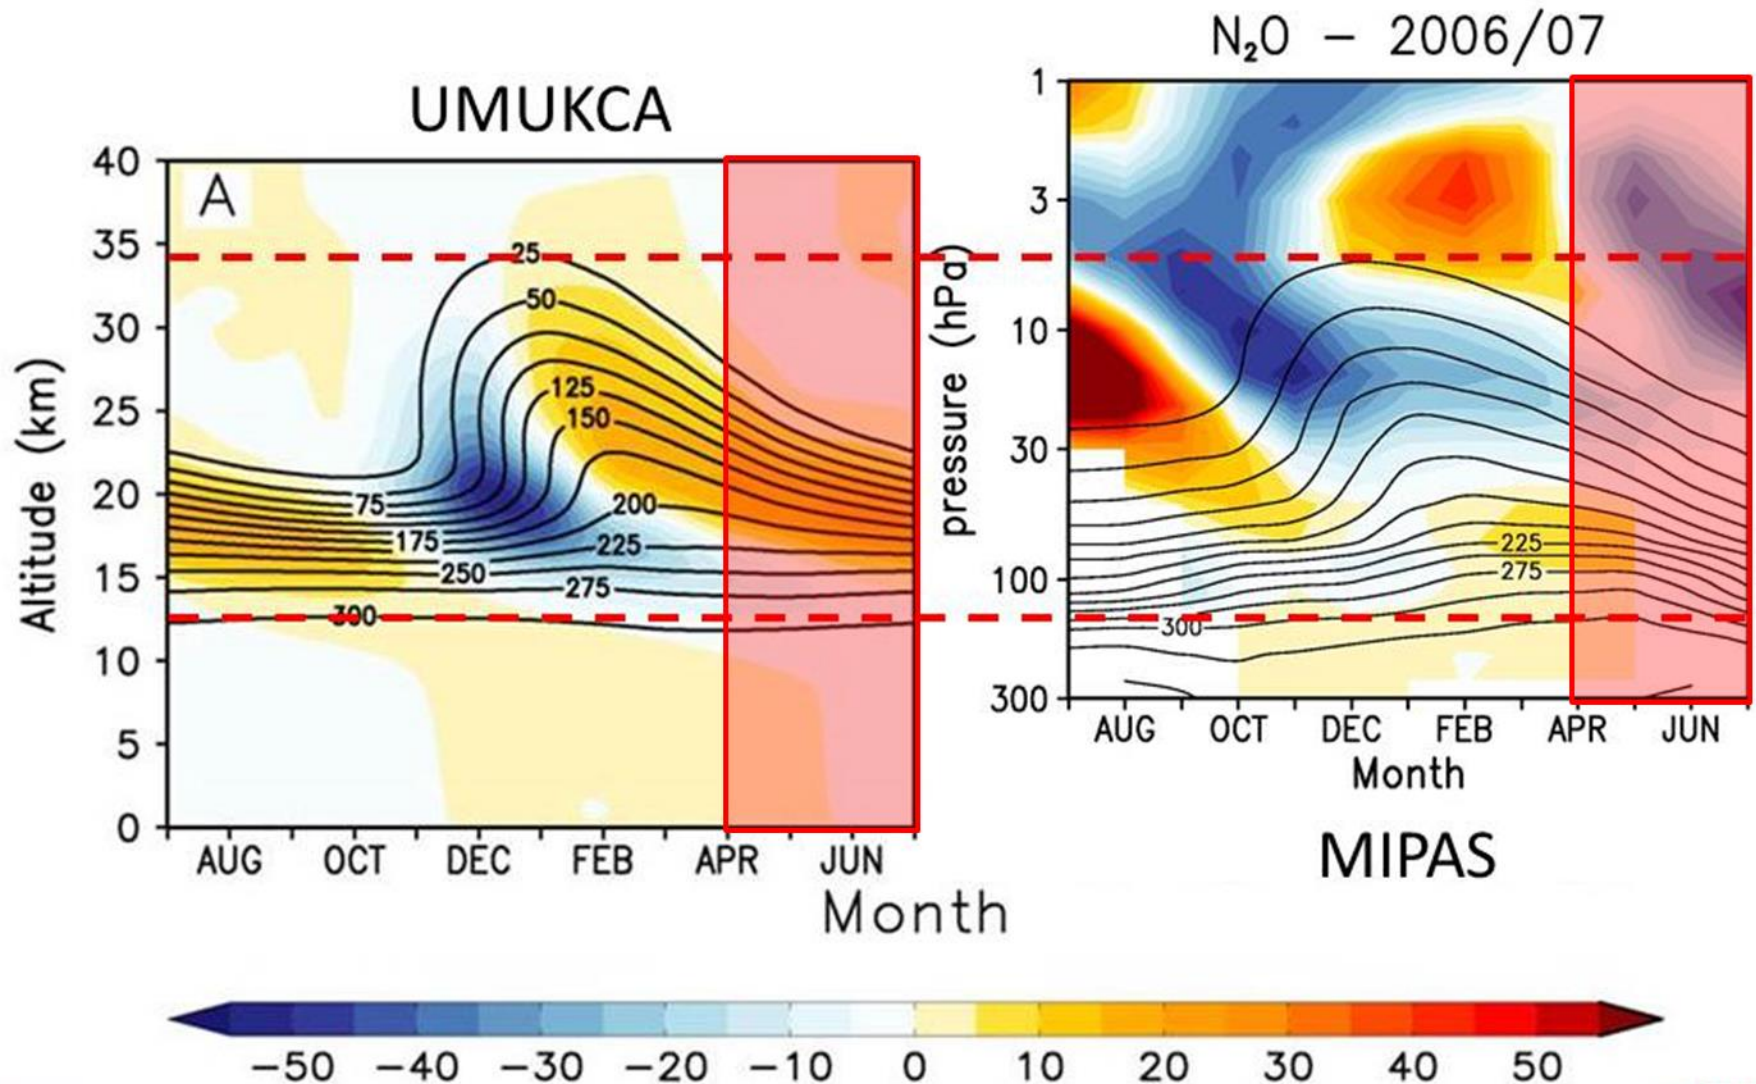 N₂O – 2006/07
UMUKCA
A
40
35
30
25
20
15
10
5
0
Altitude (km)
25
50
125
150
75
200
175
225
250
275
300
AUG OCT DEC FEB APR JUN
1
3
10
30
100
300
pressure (hPa)
225
275
300
AUG OCT DEC FEB APR JUN
Month
MIPAS
Month
−50 −40 −30 −20 −10 0 10 20 30 40 50